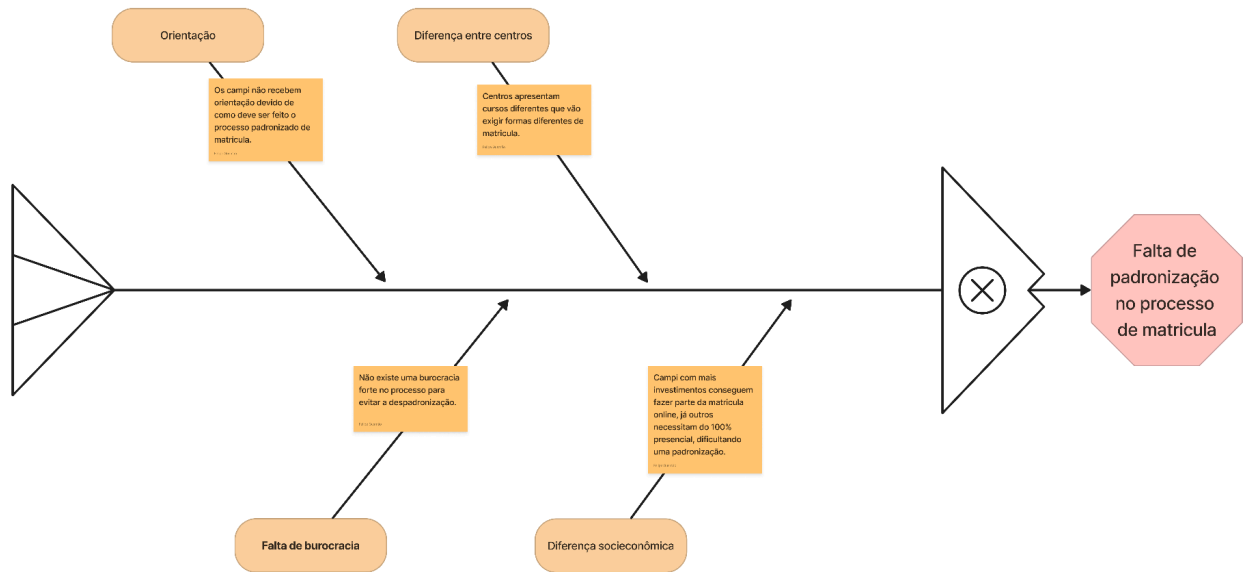 Orientação
Diferença entre centros
Os campi não recebem
orientação devido de
como deve ser feito o
processo padronizado de
matrícula.
Centros apresentam
cursos diferentes que vão
exigir formas diferentes de
matrícula.
Falta de
padronização
no processo
de matricula
Não existe uma burocracia
forte no processo para
evitar a despadronização.
Campi com mais
investimentos conseguem
fazer parte da matricula
online, já outros
necessitam do 100%
presencial, dificultando
uma padronização.
Falta de burocracia
Diferença socieconômica